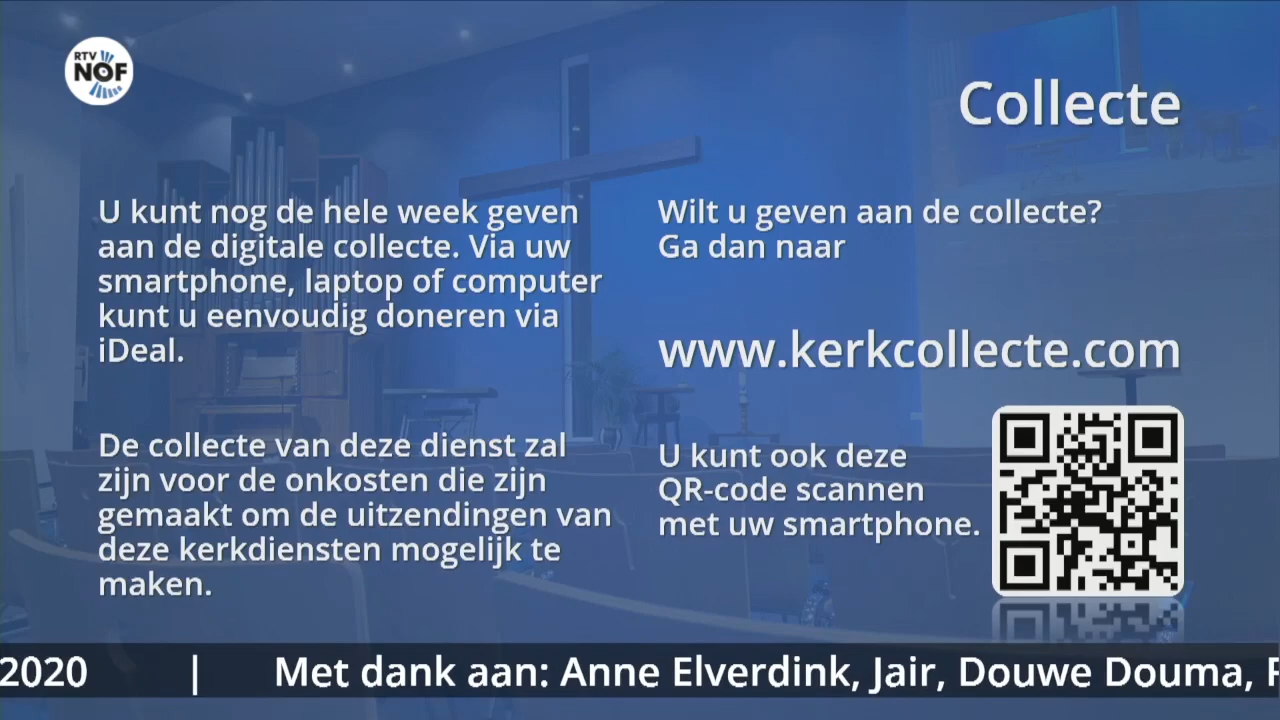 RTV
NOF
Collecte
U kunt nog de hele week geven
aan de digitale collecte. Via uw
smartphone, laptop of computer
kunt u eenvoudig doneren via
iDeal.
De collecte van deze dienst zal
zijn voor de onkosten die zijn
gemaakt om de uitzendingen van
deze kerkdiensten mogelijk te
maken.
Wilt u geven aan de collecte?
Ga dan naar
www.kerkcollecte.com
U kunt ook deze
QR-code scannen
met uw smartphone.
2020 | Met dank aan: Anne Elverdink, Jair, Douwe Douma,